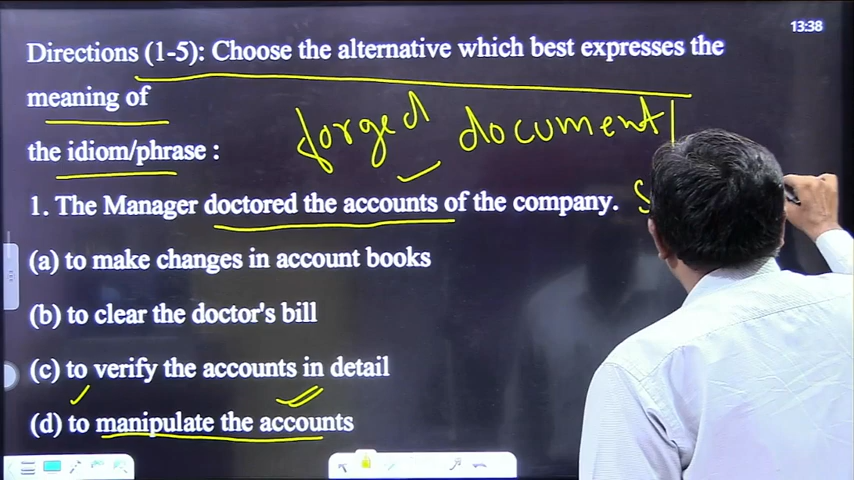 13:38
Directions (1-5): Choose the alternative which best expresses the
meaning of
forged document
the idiom/phrase :
1. The Manager doctored the accounts of the company.
(a) to make changes in account books
(b) to clear the doctor's bill
(c) to verify the accounts in detail
(d) to manipulate the accounts